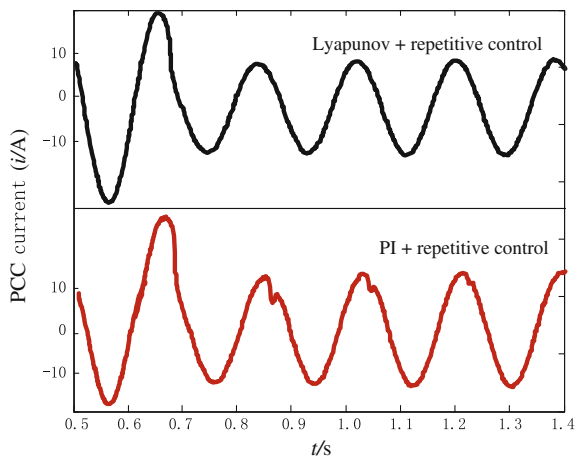 Lyapunov + repetitive control
10
0
-10
PCC current (i/A)
PI + repetitive control
10
0
-10
0.5 0.6 0.7 0.8 0.9 1.0 1.1 1.2 1.3 1.4
t/s